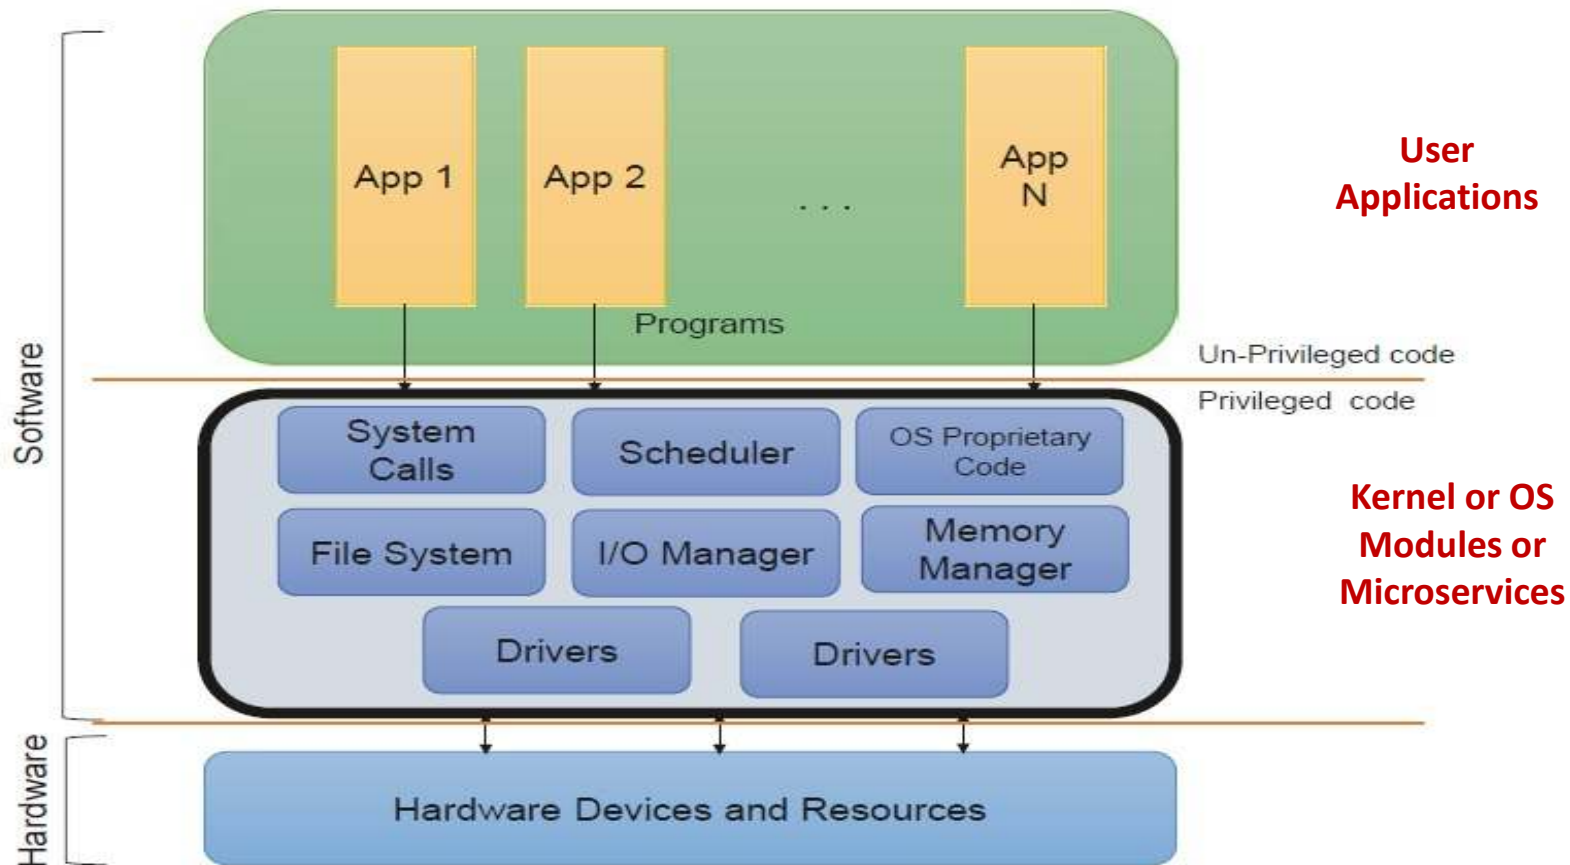 App 1
App 2
. . .
App
N
User
Applications
Programs
Un-Privileged code
Privileged code
Software
System
Calls
Scheduler
OS Proprietary
Code
File System
I/O Manager
Memory
Manager
Kernel or OS
Modules or
Microservices
Drivers
Drivers
Hardware
Hardware Devices and Resources